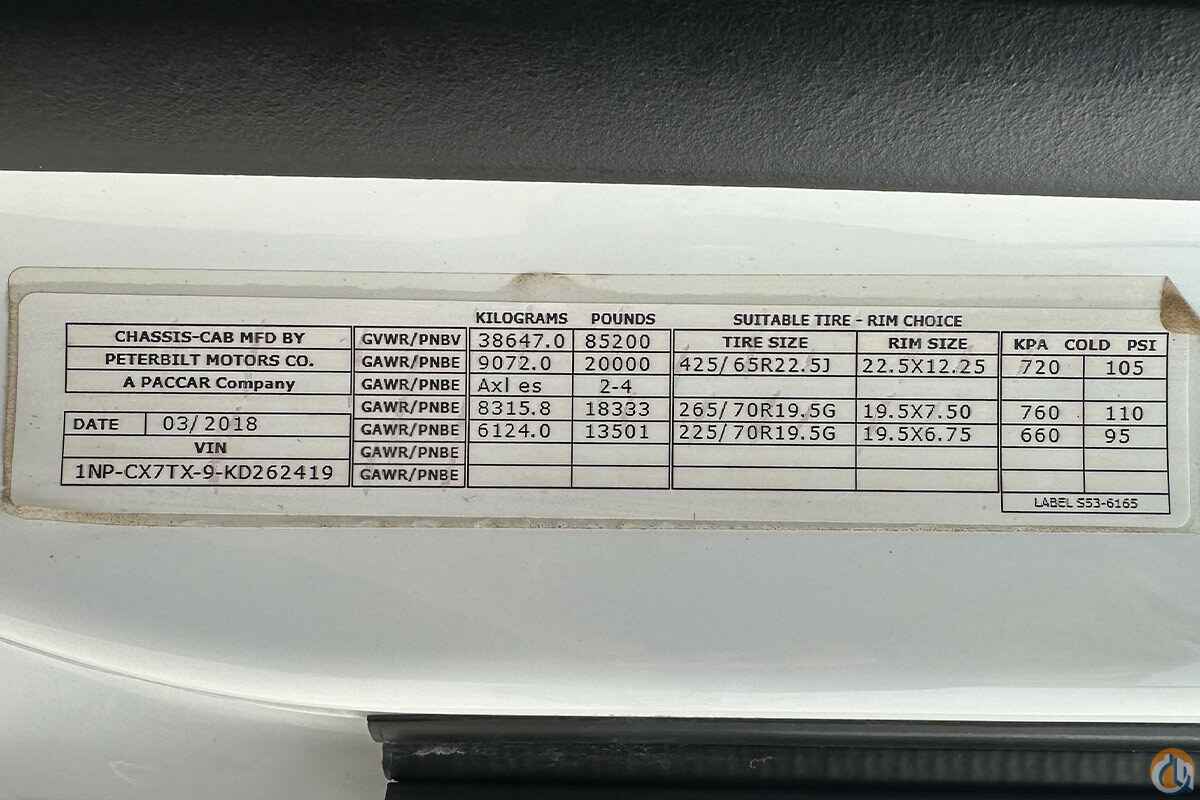 KILOGRAMS POUNDS SUITABLE TIRE - RIM CHOICE
CHASSIS-CAB MFD BY GVWR/PNBV 38647.0 85200 TIRE SIZE RIM SIZE KPA COLD PSI
PETERBILT MOTORS CO. GAWR/PNBE 9072.0 20000 425/65R22.5J 22.5X12.25 720 105
A PACCAR Company GAWR/PNBE Axles 2-4
GAWR/PNBE 8315.8 18333 265/70R19.5G 19.5X7.50 760 110
DATE 03/2018 GAWR/PNBE 6124.0 13501 225/70R19.5G 19.5X6.75 660 95
VIN GAWR/PNBE
1NP-CX7TX-9-KD262419 GAWR/PNBE
LABEL S53-6165